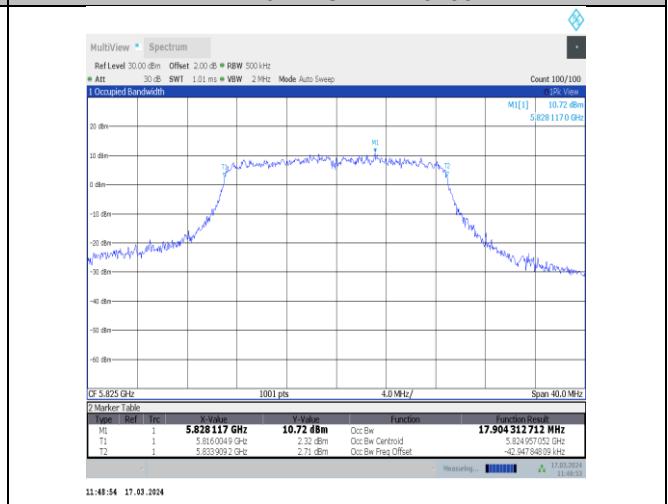 MultiView Spectrum
Ref Level 30.00 dBm Offset 2.00 dB RBW 500 kHz
Att 30 dB SWT 1.01 ms VBW 2 MHz Mode Auto Sweep Count 100/100
1 Occupied Bandwidth 1Pk View
M1[1] 10.72 dBm
5.828 1170 GHz
20 dBm
M1
10 dBm
T1 T2
0 dBm
-10 dBm
-20 dBm
-30 dBm
-40 dBm
-50 dBm
-60 dBm
CF 5.825 GHz 1001 pts 4.0 MHz/ Span 40.0 MHz
2 Marker Table
Type Ref Trc X-Value Y-Value Function Function Result
M1 1 5.828 117 GHz 10.72 dBm Occ Bw 17.904 312 712 MHz
T1 1 5.8160049 GHz 2.32 dBm Occ Bw Centroid 5.824 957 052 GHz
T2 1 5.8339092 GHz 2.71 dBm Occ Bw Freq Offset -42.947 848 09 kHz
Measuring... 17.03.2024
11:48:53
11:48:54 17.03.2024